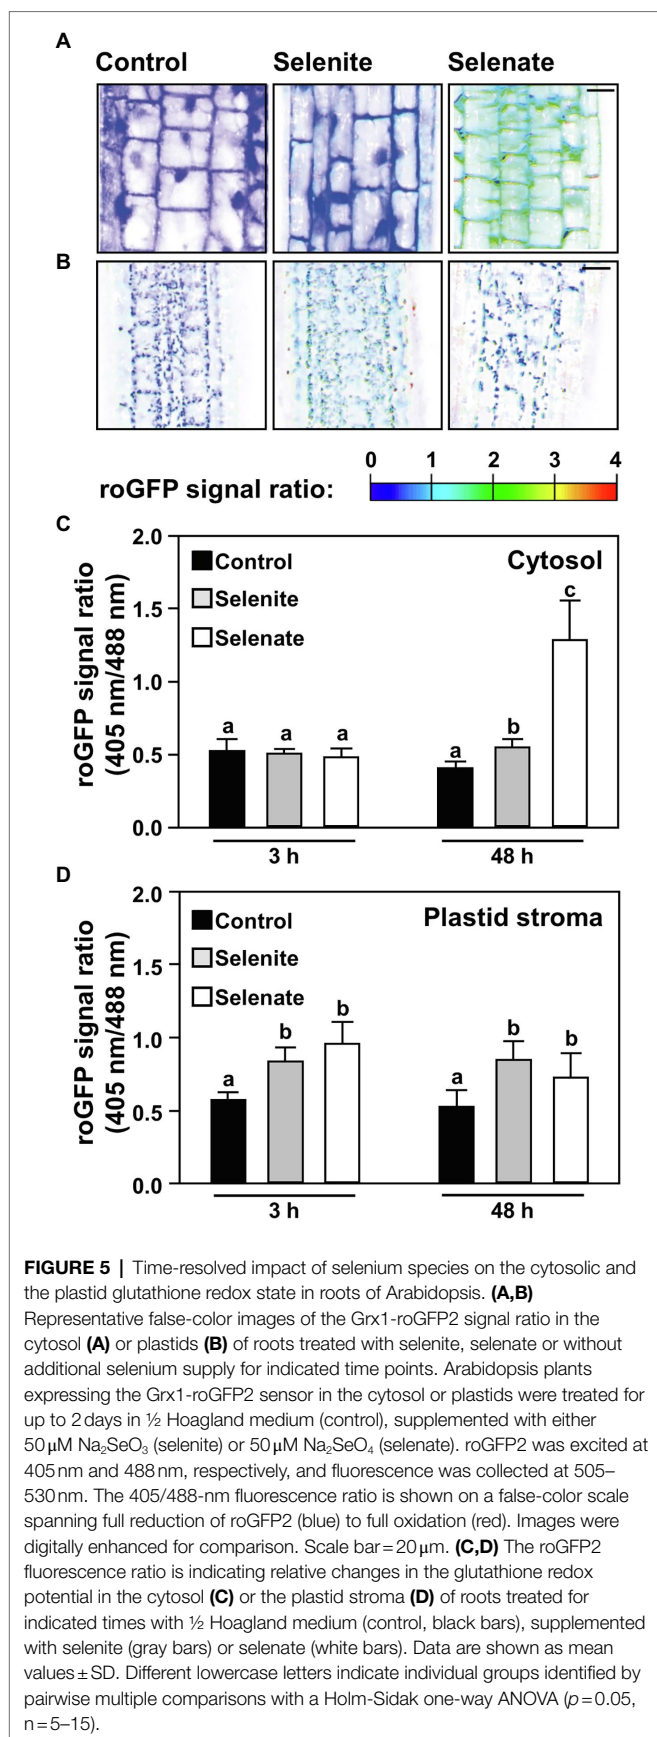 A
Control Selenite Selenate
B
roGFP signal ratio:
0 1 2 3 4
C
roGFP signal ratio
(405 nm/488 nm)
2.0
1.5
1.0
0.5
0.0
Control
Selenite
Selenate
Cytosol
a a a
a b c
3 h 48 h
D
roGFP signal ratio
(405 nm/488 nm)
2.0
1.5
1.0
0.5
0.0
Control
Selenite
Selenate
Plastid stroma
a b b
a b b
3 h 48 h
FIGURE 5 | Time-resolved impact of selenium species on the cytosolic and
the plastid glutathione redox state in roots of Arabidopsis. (A,B)
Representative false-color images of the Grx1-roGFP2 signal ratio in the
cytosol (A) or plastids (B) of roots treated with selenite, selenate or without
additional selenium supply for indicated time points. Arabidopsis plants
expressing the Grx1-roGFP2 sensor in the cytosol or plastids were treated for
up to 2 days in ½ Hoagland medium (control), supplemented with either
50 μM Na₂SeO₃ (selenite) or 50 μM Na₂SeO₄ (selenate). roGFP2 was excited at
405 nm and 488 nm, respectively, and fluorescence was collected at 505–
530 nm. The 405/488-nm fluorescence ratio is shown on a false-color scale
spanning full reduction of roGFP2 (blue) to full oxidation (red). Images were
digitally enhanced for comparison. Scale bar = 20 μm. (C,D) The roGFP2
fluorescence ratio is indicating relative changes in the glutathione redox
potential in the cytosol (C) or the plastid stroma (D) of roots treated for
indicated times with ½ Hoagland medium (control, black bars), supplemented
with selenite (gray bars) or selenate (white bars). Data are shown as mean
values ± SD. Different lowercase letters indicate individual groups identified by
pairwise multiple comparisons with a Holm-Sidak one-way ANOVA (p = 0.05,
n = 5–15).